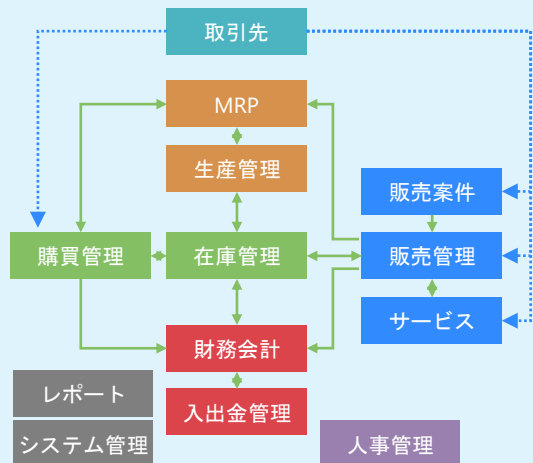 取引先
MRP
生産管理
販売案件
購買管理
在庫管理
販売管理
サービス
財務会計
レポート
入出金管理
システム管理
人事管理